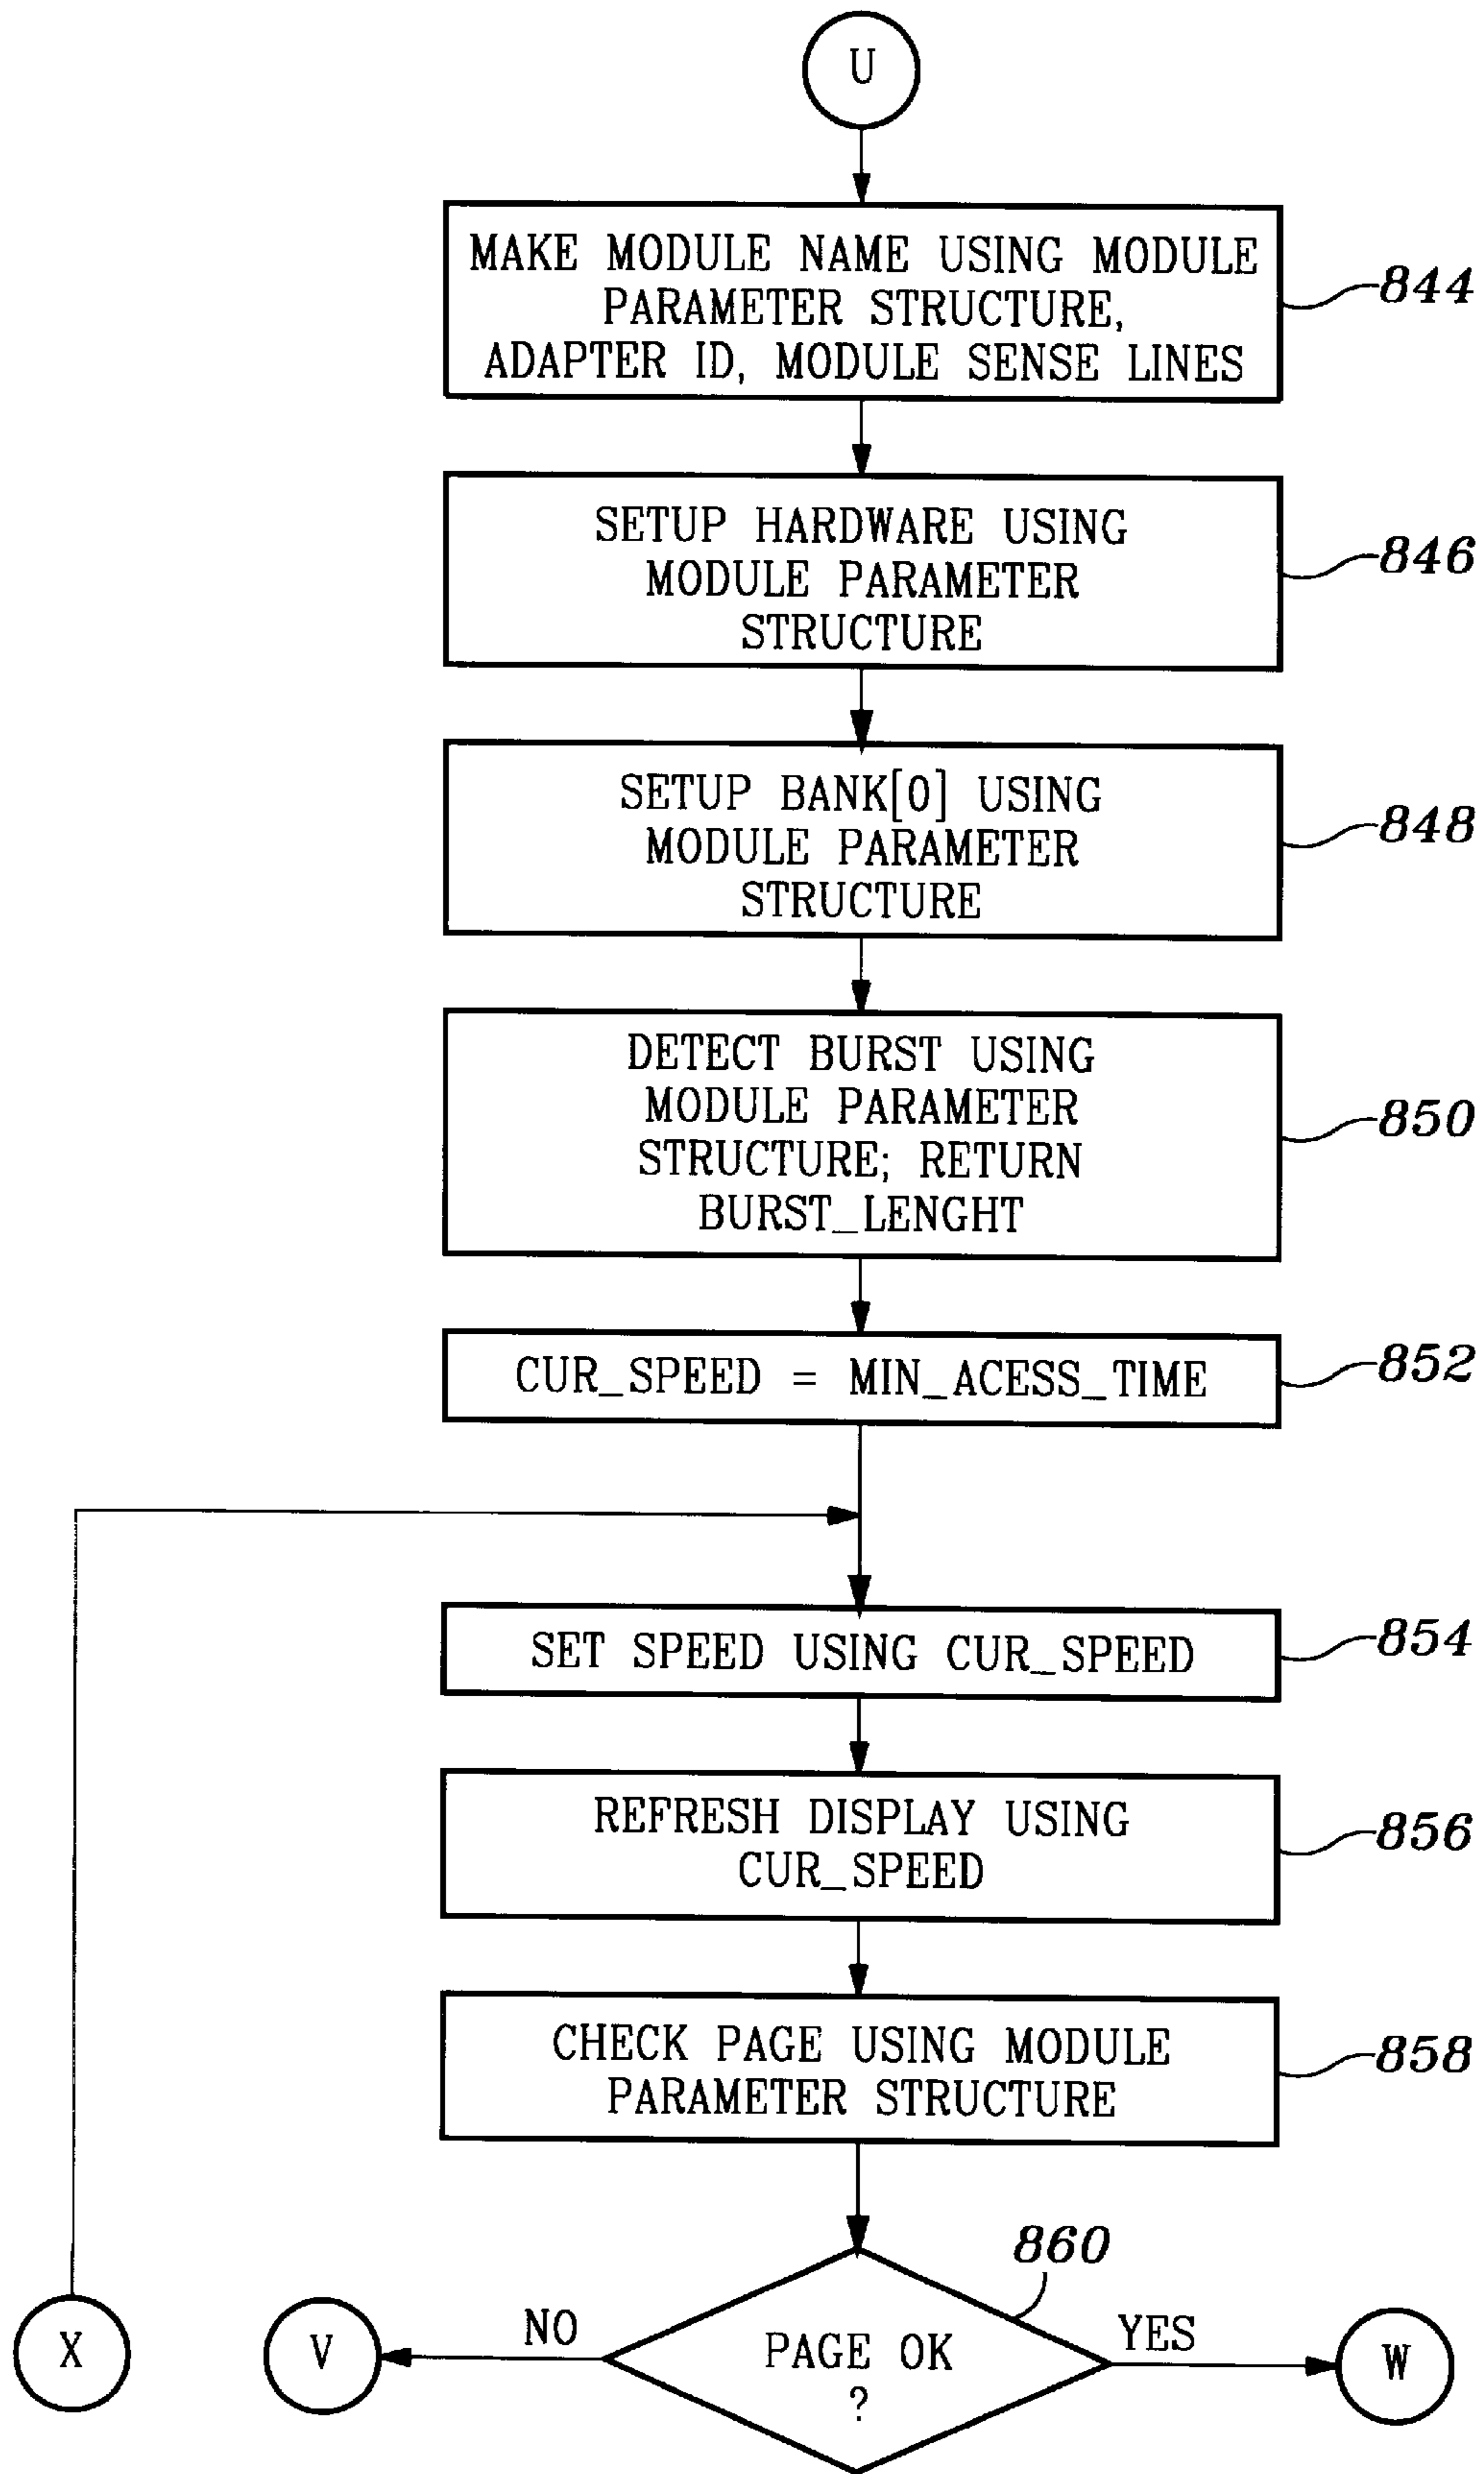 U
MAKE MODULE NAME USING MODULE
PARAMETER STRUCTURE,
ADAPTER ID, MODULE SENSE LINES
844
SETUP HARDWARE USING
MODULE PARAMETER
STRUCTURE
846
SETUP BANK[0] USING
MODULE PARAMETER
STRUCTURE
848
DETECT BURST USING
MODULE PARAMETER
STRUCTURE; RETURN
BURST_LENGHT
850
CUR_SPEED = MIN_ACESS_TIME
852
SET SPEED USING CUR_SPEED
854
REFRESH DISPLAY USING
CUR_SPEED
856
CHECK PAGE USING MODULE
PARAMETER STRUCTURE
858
860
X
V
NO
PAGE OK
?
YES
W